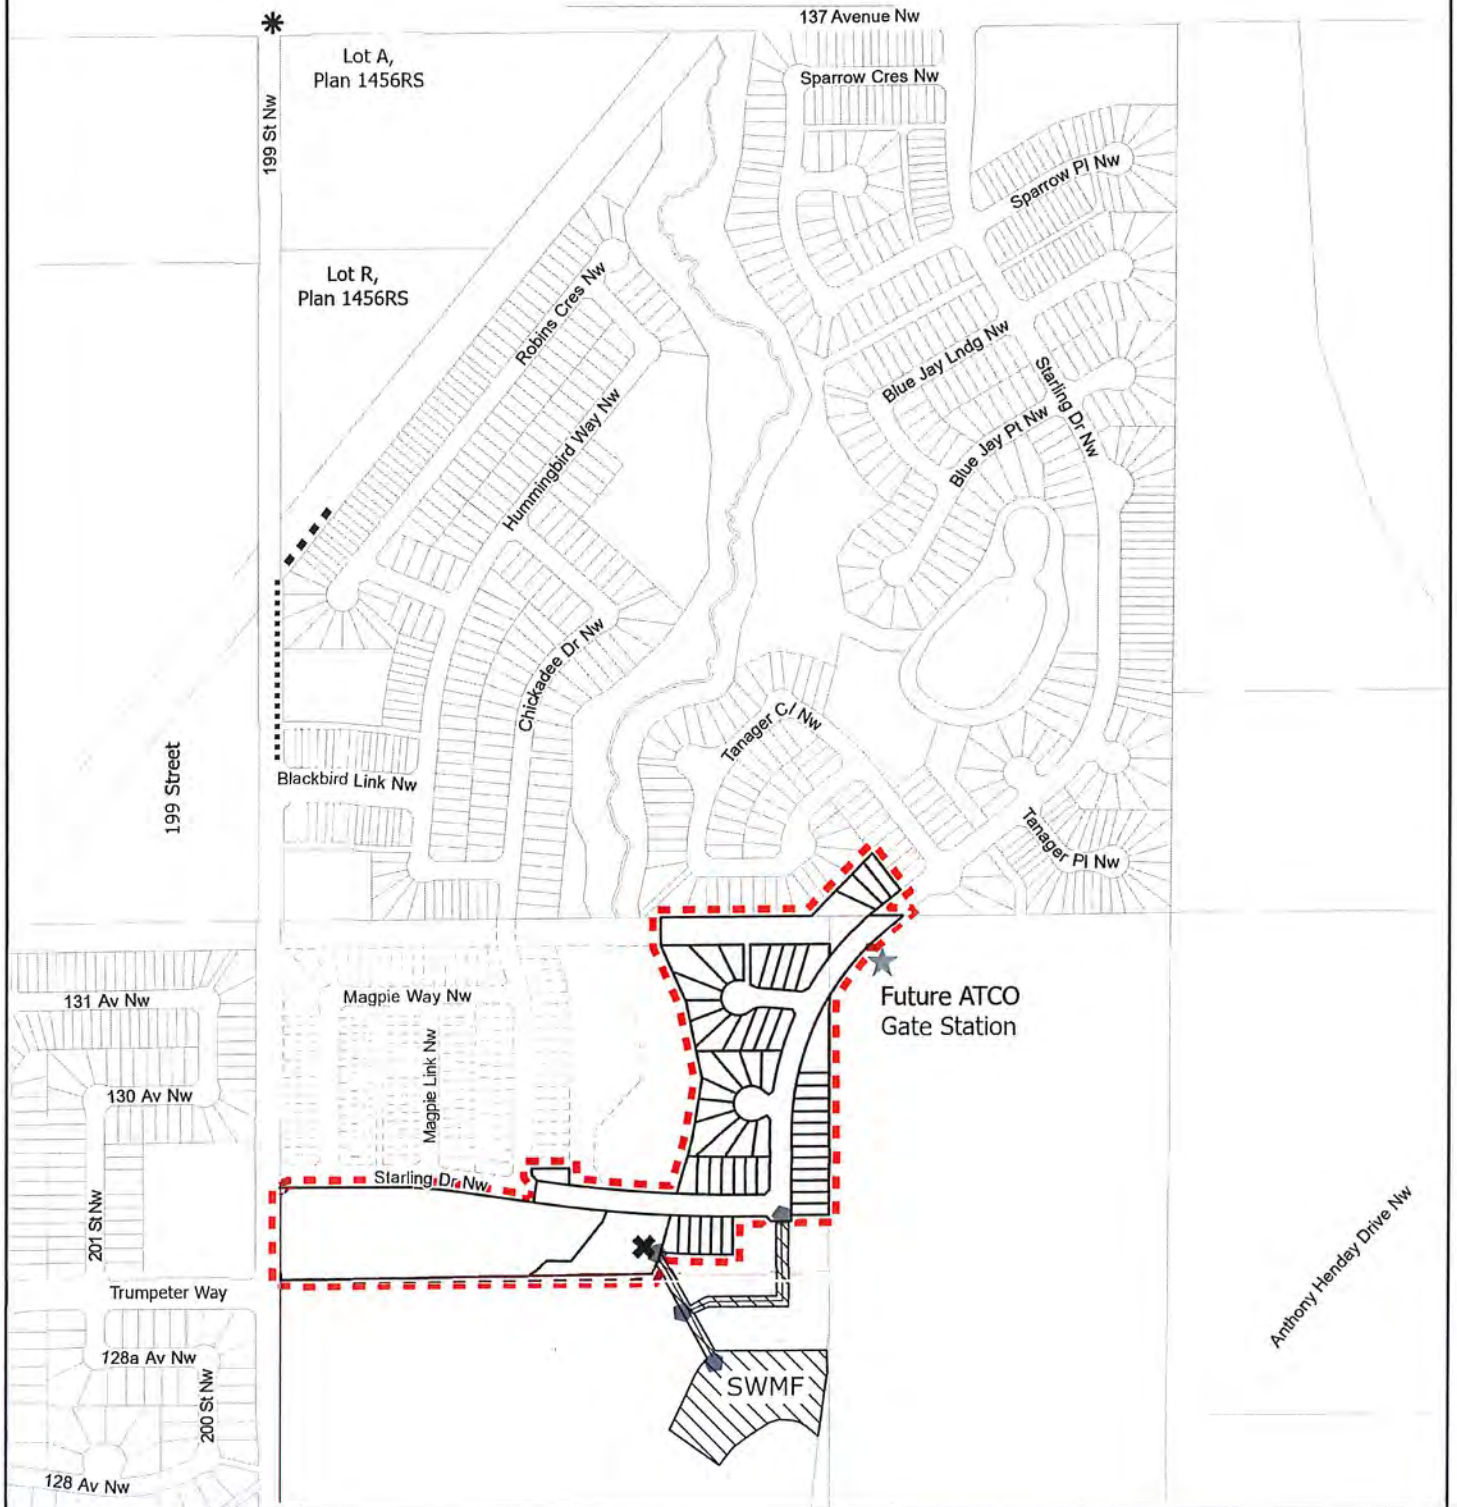 137 Avenue Nw
Lot A,
Plan 1456RS
Sparrow Cres Nw
199 St Nw
Sparrow Pl Nw
Lot R,
Plan 1456RS
Robins Cres Nw
Blue Jay Lndg Nw
Starling Dr Nw
Hummingbird Way Nw
Blue Jay Pt Nw
Chickadee Dr Nw
Tanager Cl Nw
199 Street
Blackbird Link Nw
Tanager Pl Nw
131 Av Nw
Magpie Way Nw
Future ATCO
Gate Station
Magpie Link Nw
130 Av Nw
Starling Dr Nw
201 St Nw
Anthony Henday Drive Nw
Trumpeter Way
128a Av Nw
200 St Nw
SWMF
128 Av Nw